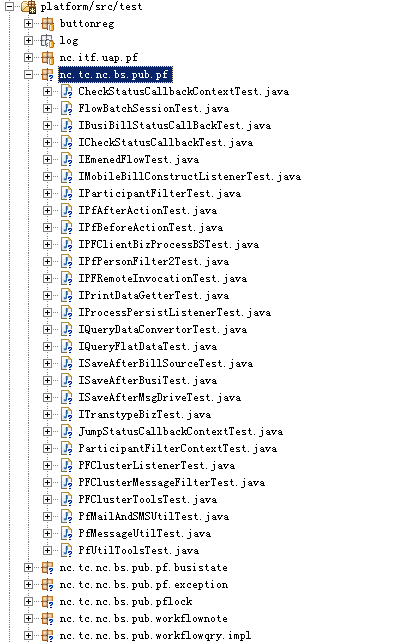 platform/src/test
buttonreg
log
nc.itf.uap.pf
nc.tc.nc.bs.pub.pf
CheckStatusCallbackContextTest.java
FlowBatchSessionTest.java
IBusiBillStatusCallBackTest.java
ICheckStatusCallbackTest.java
IEmenedFlowTest.java
IMobileBillConstructListenerTest.java
IParticipantFilterTest.java
IPfAfterActionTest.java
IPfBeforeActionTest.java
IPFClientBizProcessBSTest.java
IPfPersonFilter2Test.java
IPFRemoteInvocationTest.java
IPrintDataGetterTest.java
IProcessPersistListenerTest.java
IQueryDataConvertorTest.java
IQueryFlatDataTest.java
ISaveAfterBillSourceTest.java
ISaveAfterBusiTest.java
ISaveAfterMsgDriveTest.java
ITranstypeBizTest.java
JumpStatusCallbackContextTest.java
ParticipantFilterContextTest.java
PFClusterListenerTest.java
PFClusterMessageFilterTest.java
PFClusterToolsTest.java
PfMailAndSMSUtilTest.java
PfMessageUtilTest.java
PfUtilToolsTest.java
nc.tc.nc.bs.pub.pf.busistate
nc.tc.nc.bs.pub.pf.exception
nc.tc.nc.bs.pub.pflock
nc.tc.nc.bs.pub.workflownote
nc.tc.nc.bs.pub.workflowqry.impl